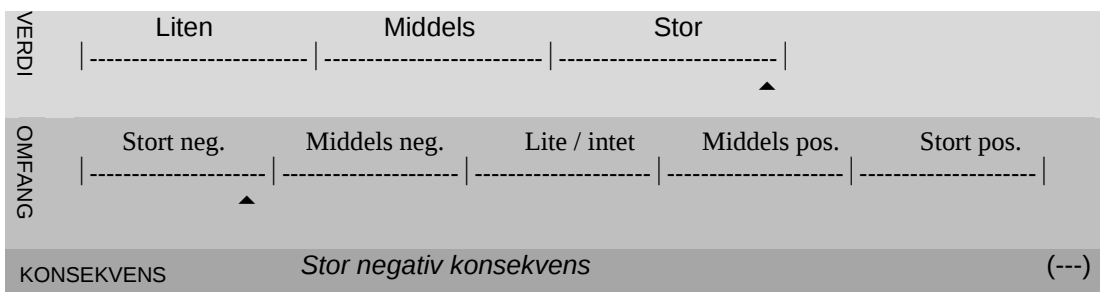 VERDI
Liten Middels Stor
|--------------------------|--------------------------|--------------------------|
OMFANG
Stort neg. Middels neg. Lite / intet Middels pos. Stort pos.
|---------------------|---------------------|---------------------|---------------------|---------------------|
KONSEKVENS Stor negativ konsekvens (---)